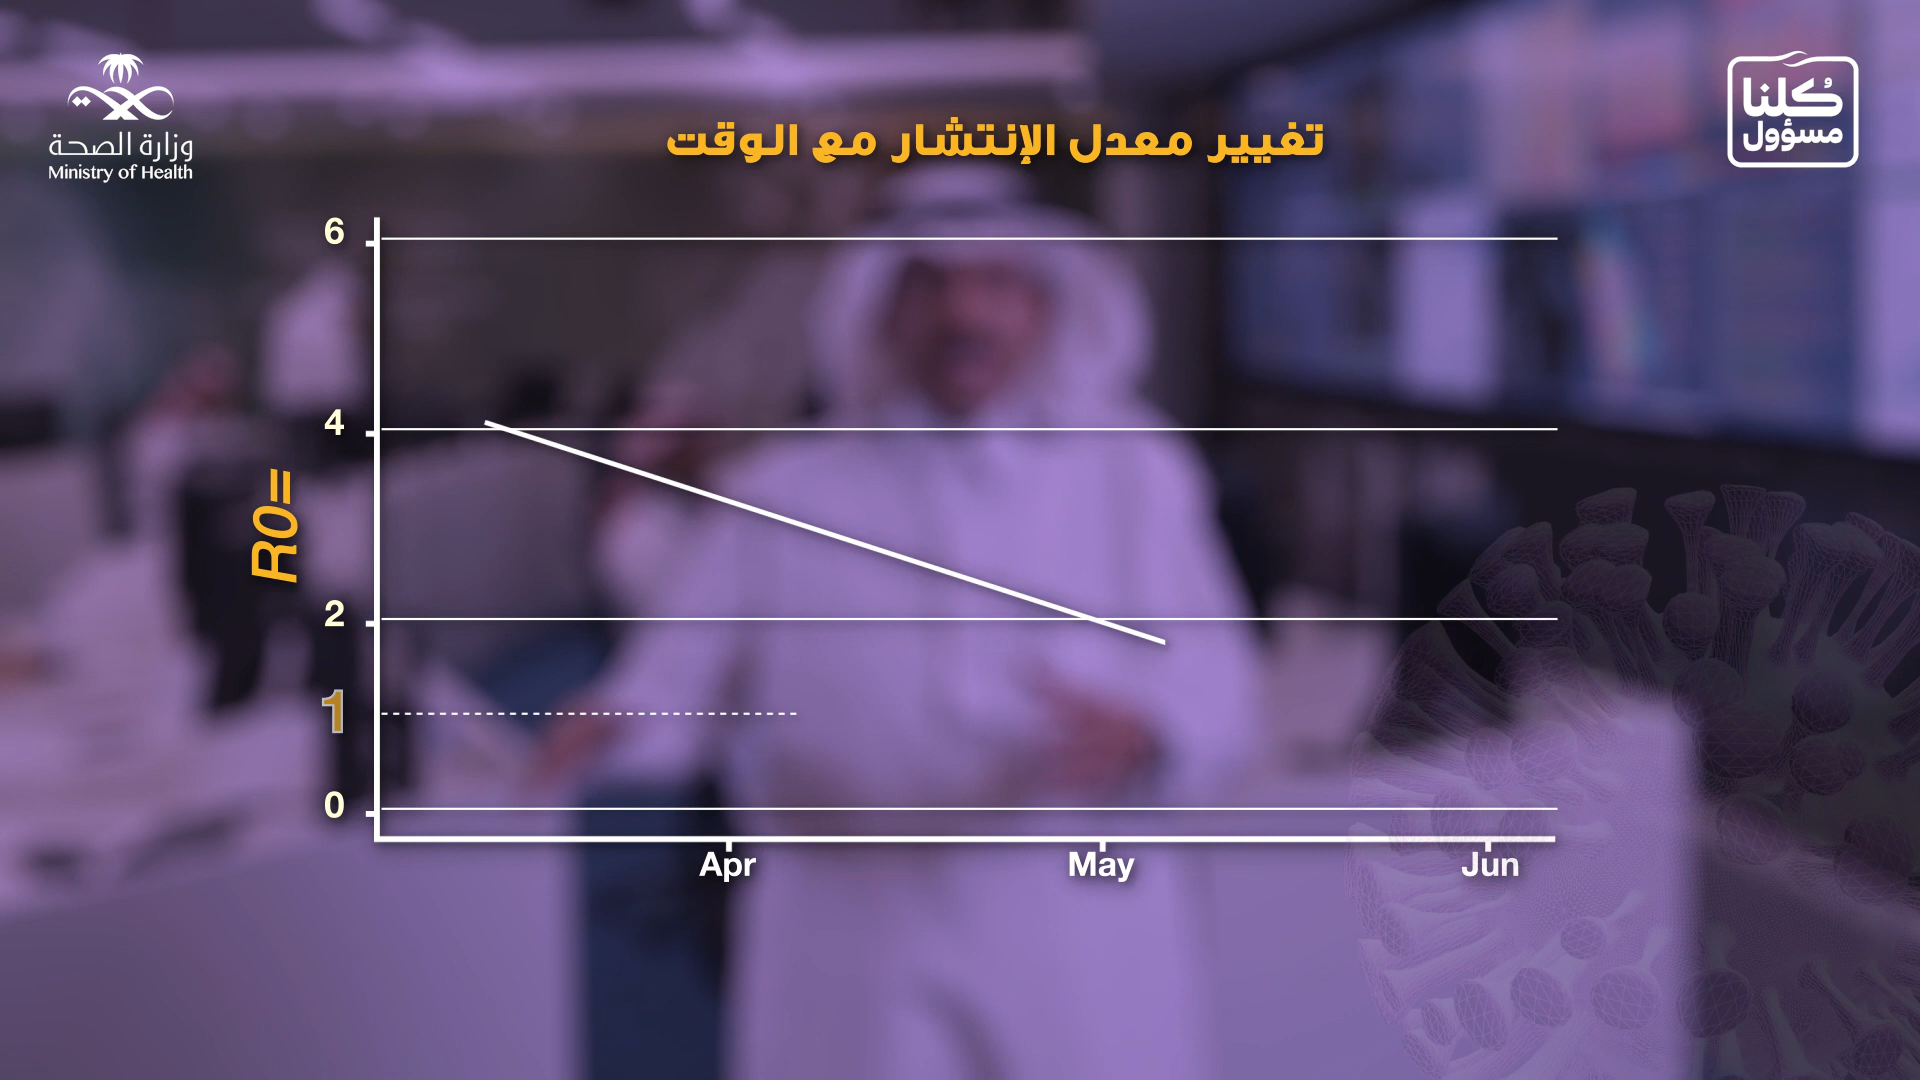 وزارة الصحة
Ministry of Health
كُلنا
مسؤول
تغيير معدل الإنتشار مع الوقت
R0=
6
4
2
1
0
Apr
May
Jun